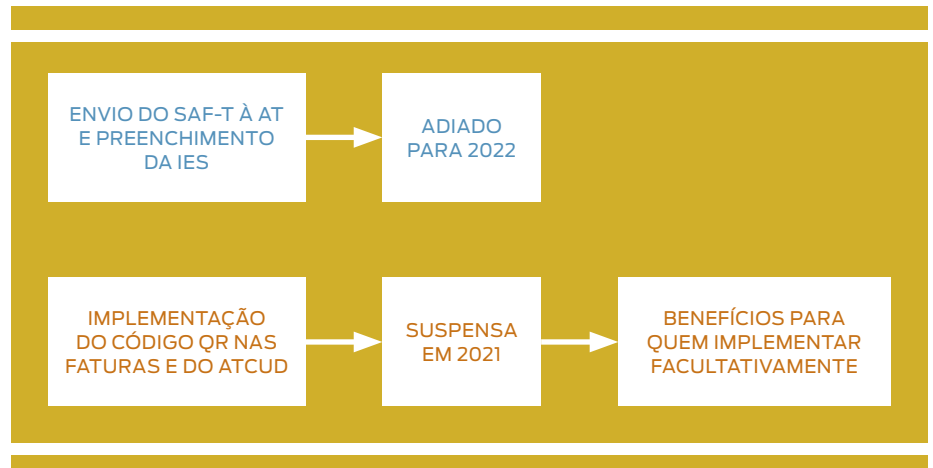 ENVIO DO SAF-T À AT
E PREENCHIMENTO
DA IES
ADIADO
PARA 2022
IMPLEMENTAÇÃO
DO CÓDIGO QR NAS
FATURAS E DO ATCUD
SUSPENSA
EM 2021
BENEFÍCIOS PARA
QUEM IMPLEMENTAR
FACULTATIVAMENTE